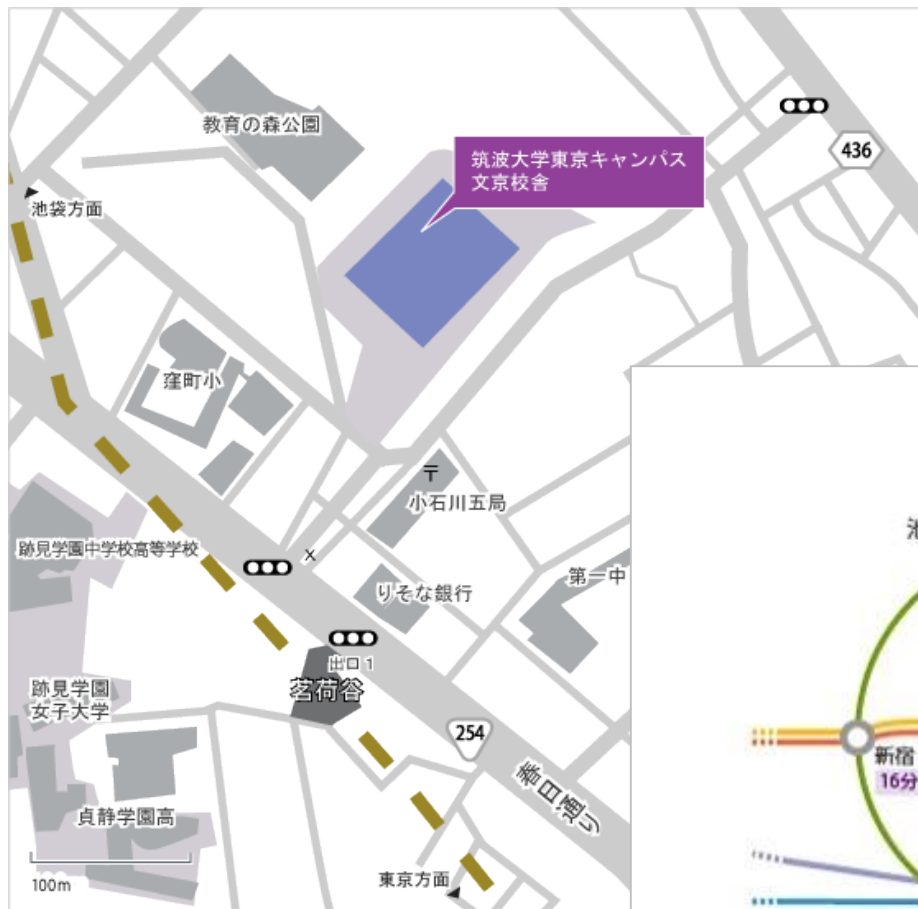 教育の森公園
筑波大学東京キャンパス
文京校舎
436
池袋方面
窪町小
〒
小石川五局
跡見学園中学校高等学校
x
第一中
りそな銀行
出口1
茗荷谷
跡見学園
女子大学
254
春日通り
貞静学園高
100m
東京方面
新宿
16分